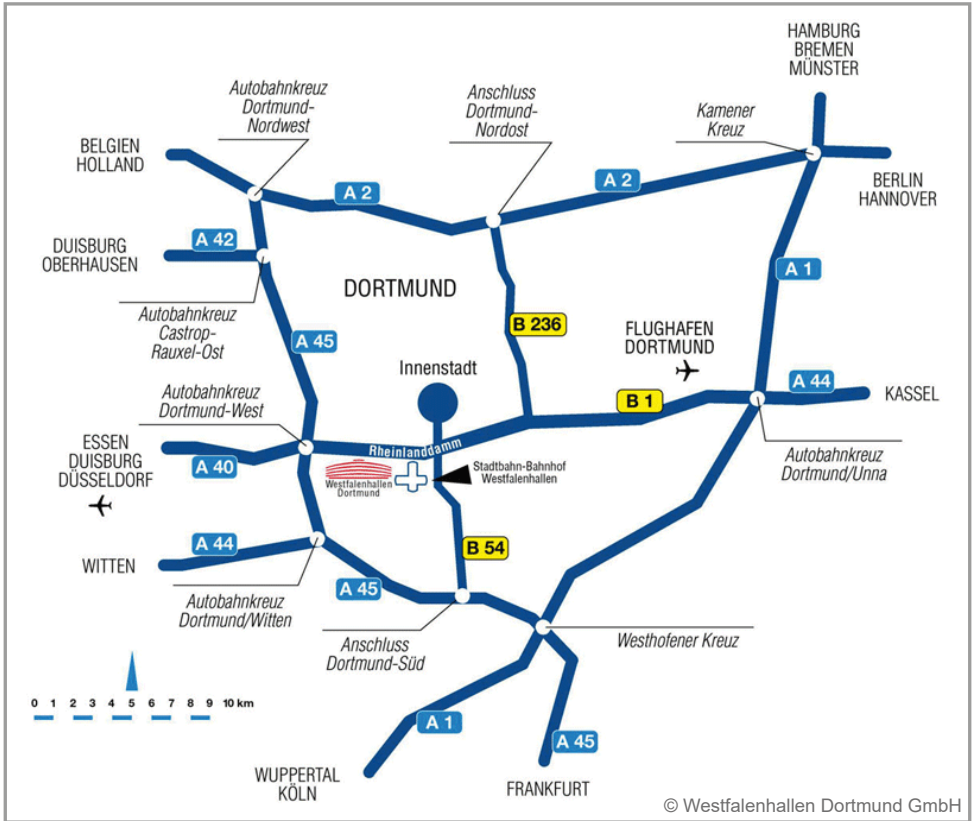 HAMBURG
BREMEN
MÜNSTER
Autobahnkreuz
Dortmund-
Nordwest
Anschluss
Dortmund-
Nordost
Kamener
Kreuz
BELGIEN
HOLLAND
A 2
A 2
BERLIN
HANNOVER
DUISBURG
OBERHAUSEN
A 42
A 1
DORTMUND
Autobahnkreuz
Castrop-
Rauxel-Ost
A 45
B 236
FLUGHAFEN
DORTMUND
Innenstadt
Autobahnkreuz
Dortmund-West
B 1
A 44
KASSEL
ESSEN
DUISBURG
DÜSSELDORF
A 40
Rheinlanddamm
Westfalenhallen
Dortmund
Stadtbahn-Bahnhof
Westfalenhallen
Autobahnkreuz
Dortmund/Unna
WITTEN
A 44
B 54
Autobahnkreuz
Dortmund/Witten
A 45
Anschluss
Dortmund-Süd
Westhofener Kreuz
0 1 2 3 4 5 6 7 8 9 10 km
A 1
A 45
WUPPERTAL
KÖLN
FRANKFURT
© Westfalenhallen Dortmund GmbH